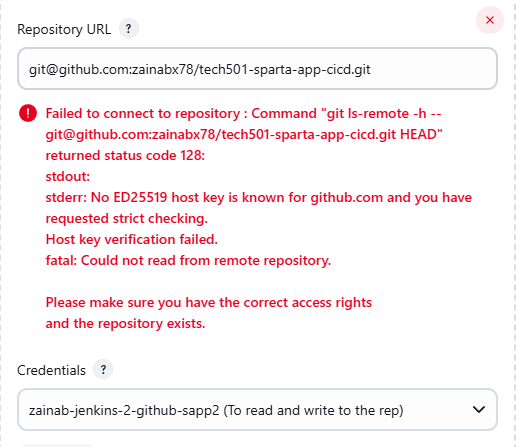 Repository URL ?
git@github.com:zainabx78/tech501-sparta-app-cicd.git
Failed to connect to repository : Command "git ls-remote -h --
git@github.com:zainabx78/tech501-sparta-app-cicd.git HEAD"
returned status code 128:
stdout:
stderr: No ED25519 host key is known for github.com and you have
requested strict checking.
Host key verification failed.
fatal: Could not read from remote repository.
Please make sure you have the correct access rights
and the repository exists.
Credentials ?
zainab-jenkins-2-github-sapp2 (To read and write to the rep)